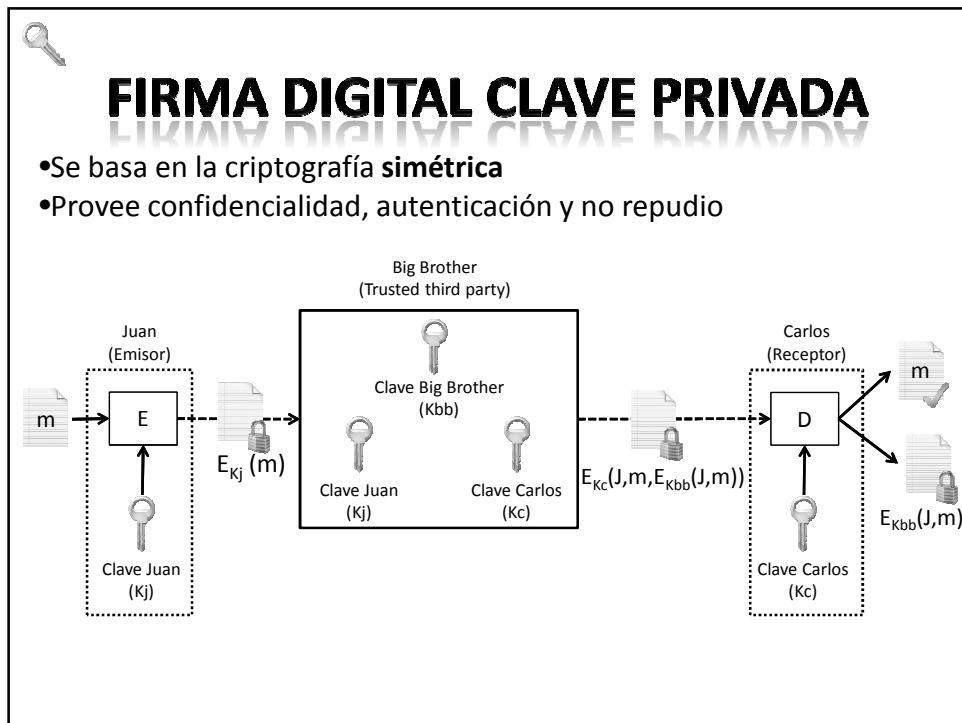 FIRMA DIGITAL CLAVE PRIVADA
•Se basa en la criptografía simétrica
•Provee confidencialidad, autenticación y no repudio
Big Brother
(Trusted third party)
Juan
(Emisor)
m
E
Clave Juan
(Kj)
EKj (m)
Clave Big Brother
(Kbb)
Clave Juan
(Kj)
Clave Carlos
(Kc)
EKc(J,m,EKbb(J,m))
Carlos
(Receptor)
D
Clave Carlos
(Kc)
m
EKbb(J,m)